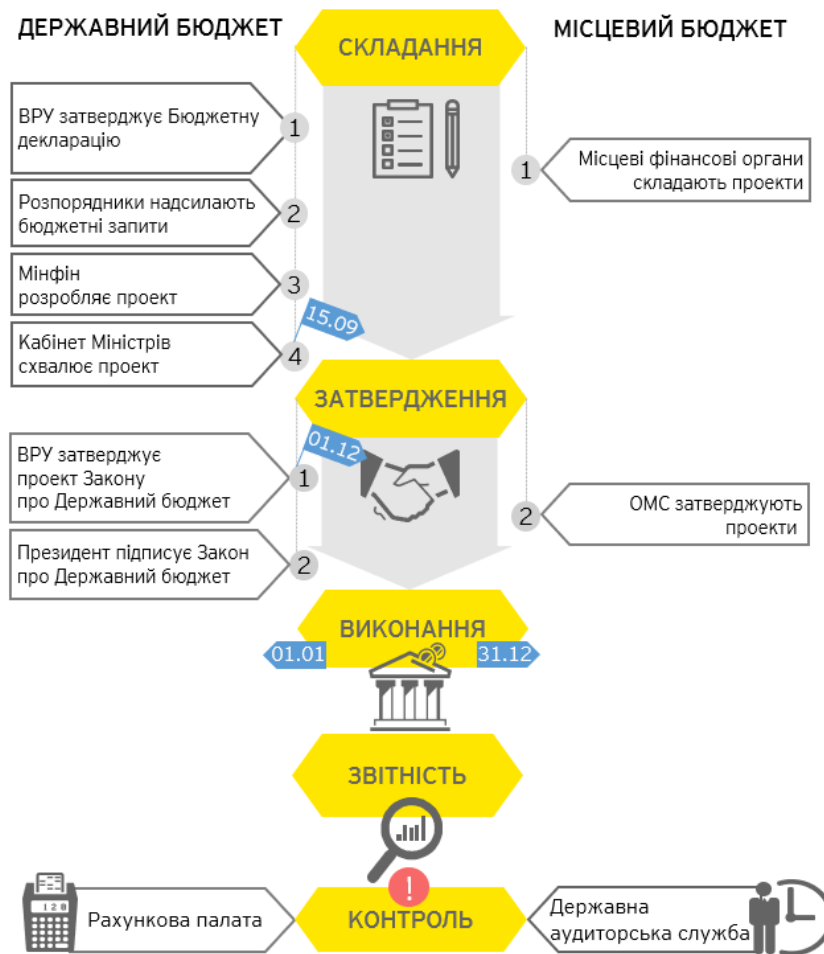 ДЕРЖАВНИЙ БЮДЖЕТ
СКЛАДАННЯ
МІСЦЕВИЙ БЮДЖЕТ
ВРУ затверджує Бюджетну
декларацію
1
Розпорядники надсилають
бюджетні запити
2
Мінфін
розробляє проект
3
15.09
Кабінет Міністрів
схвалює проект
4
1
Місцеві фінансові органи
складають проекти
ЗАТВЕРДЖЕННЯ
01.12
ВРУ затверджує
проект Закону
про Державний бюджет
1
Президент підписує Закон
про Державний бюджет
2
2
ОМС затверджують
проекти
ВИКОНАННЯ
01.01
31.12
ЗВІТНІСТЬ
!
КОНТРОЛЬ
128
Рахункова палата
Державна
аудиторська служба